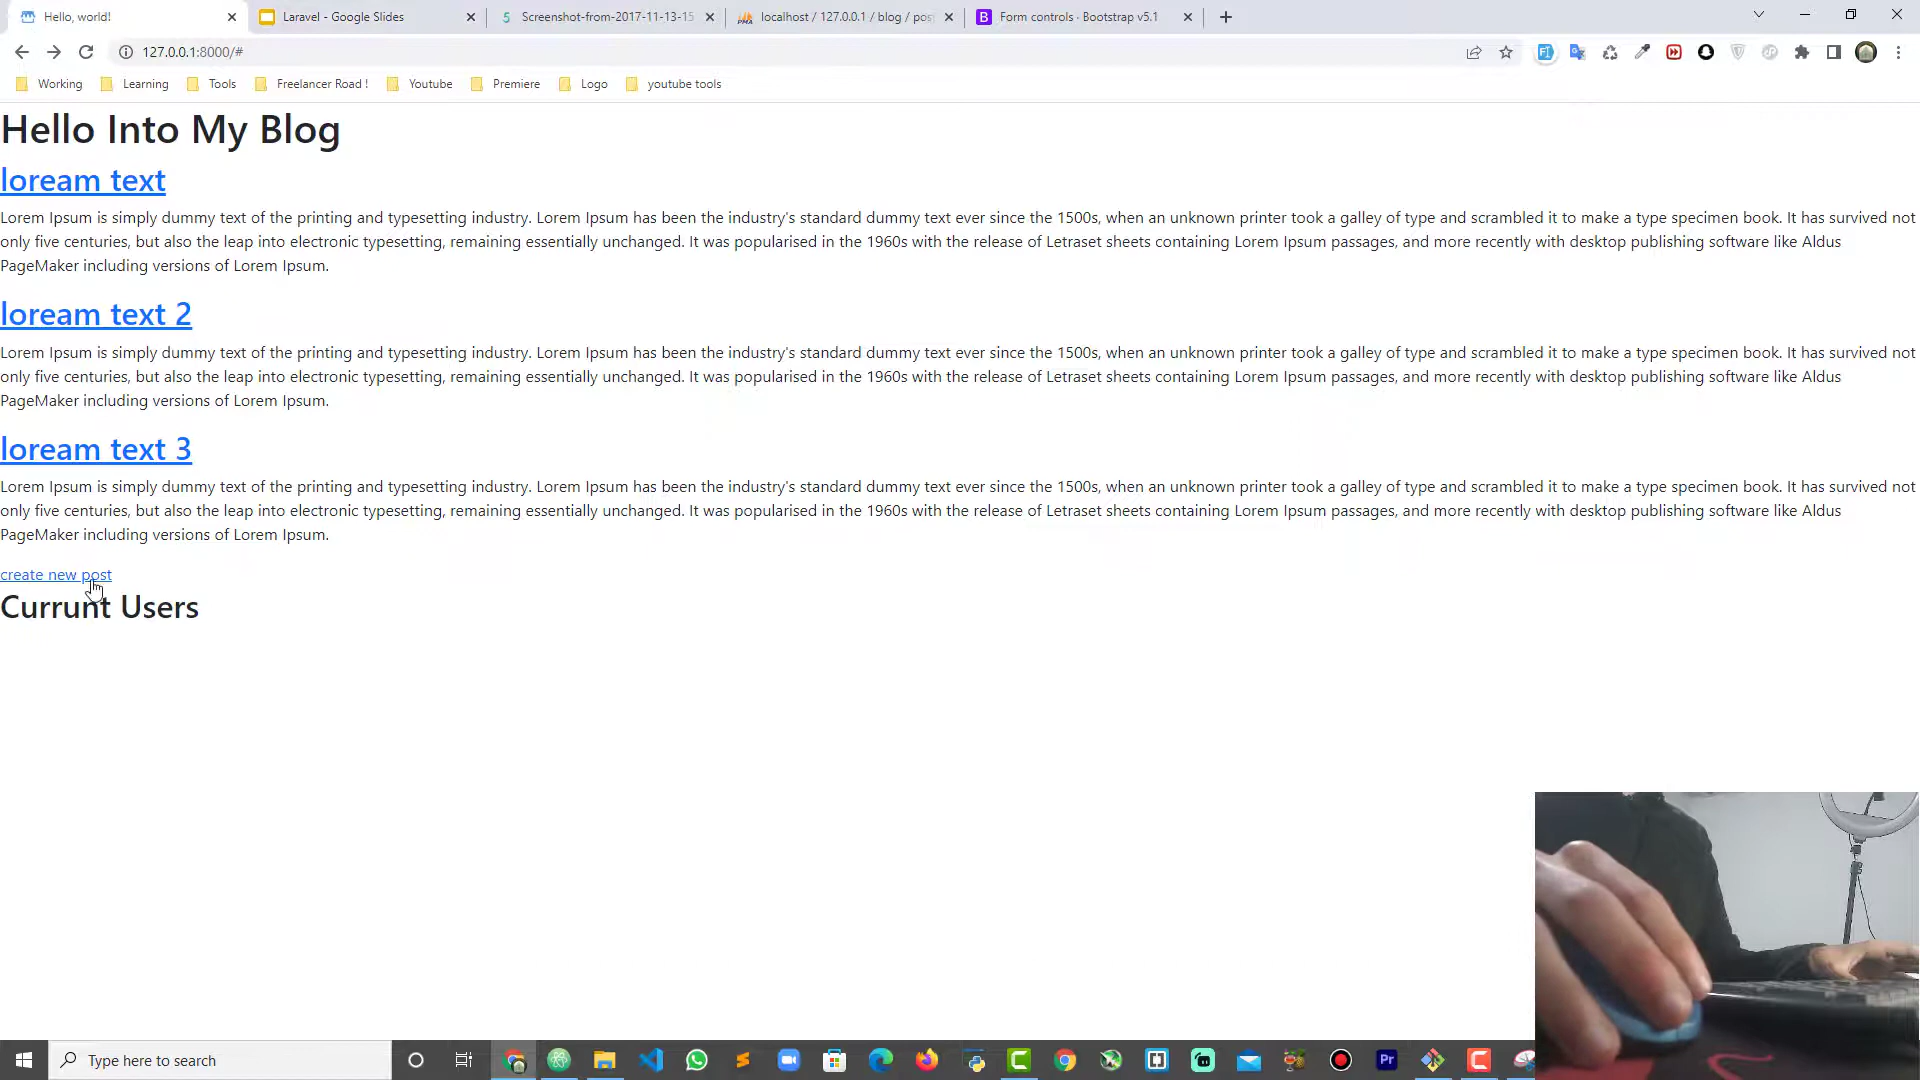 Hello, world!
Laravel - Google Slides
Screenshot-from-2017-11-13-15
localhost / 127.0.0.1 / blog / pos
Form controls · Bootstrap v5.1
127.0.0.1:8000/#
Working
Learning
Tools
Freelancer Road !
Youtube
Premiere
Logo
youtube tools
Hello Into My Blog
loream text
Lorem Ipsum is simply dummy text of the printing and typesetting industry. Lorem Ipsum has been the industry's standard dummy text ever since the 1500s, when an unknown printer took a galley of type and scrambled it to make a type specimen book. It has survived not
only five centuries, but also the leap into electronic typesetting, remaining essentially unchanged. It was popularised in the 1960s with the release of Letraset sheets containing Lorem Ipsum passages, and more recently with desktop publishing software like Aldus
PageMaker including versions of Lorem Ipsum.
loream text 2
Lorem Ipsum is simply dummy text of the printing and typesetting industry. Lorem Ipsum has been the industry's standard dummy text ever since the 1500s, when an unknown printer took a galley of type and scrambled it to make a type specimen book. It has survived not
only five centuries, but also the leap into electronic typesetting, remaining essentially unchanged. It was popularised in the 1960s with the release of Letraset sheets containing Lorem Ipsum passages, and more recently with desktop publishing software like Aldus
PageMaker including versions of Lorem Ipsum.
loream text 3
Lorem Ipsum is simply dummy text of the printing and typesetting industry. Lorem Ipsum has been the industry's standard dummy text ever since the 1500s, when an unknown printer took a galley of type and scrambled it to make a type specimen book. It has survived not
only five centuries, but also the leap into electronic typesetting, remaining essentially unchanged. It was popularised in the 1960s with the release of Letraset sheets containing Lorem Ipsum passages, and more recently with desktop publishing software like Aldus
PageMaker including versions of Lorem Ipsum.
create new post
Currunt Users
Type here to search